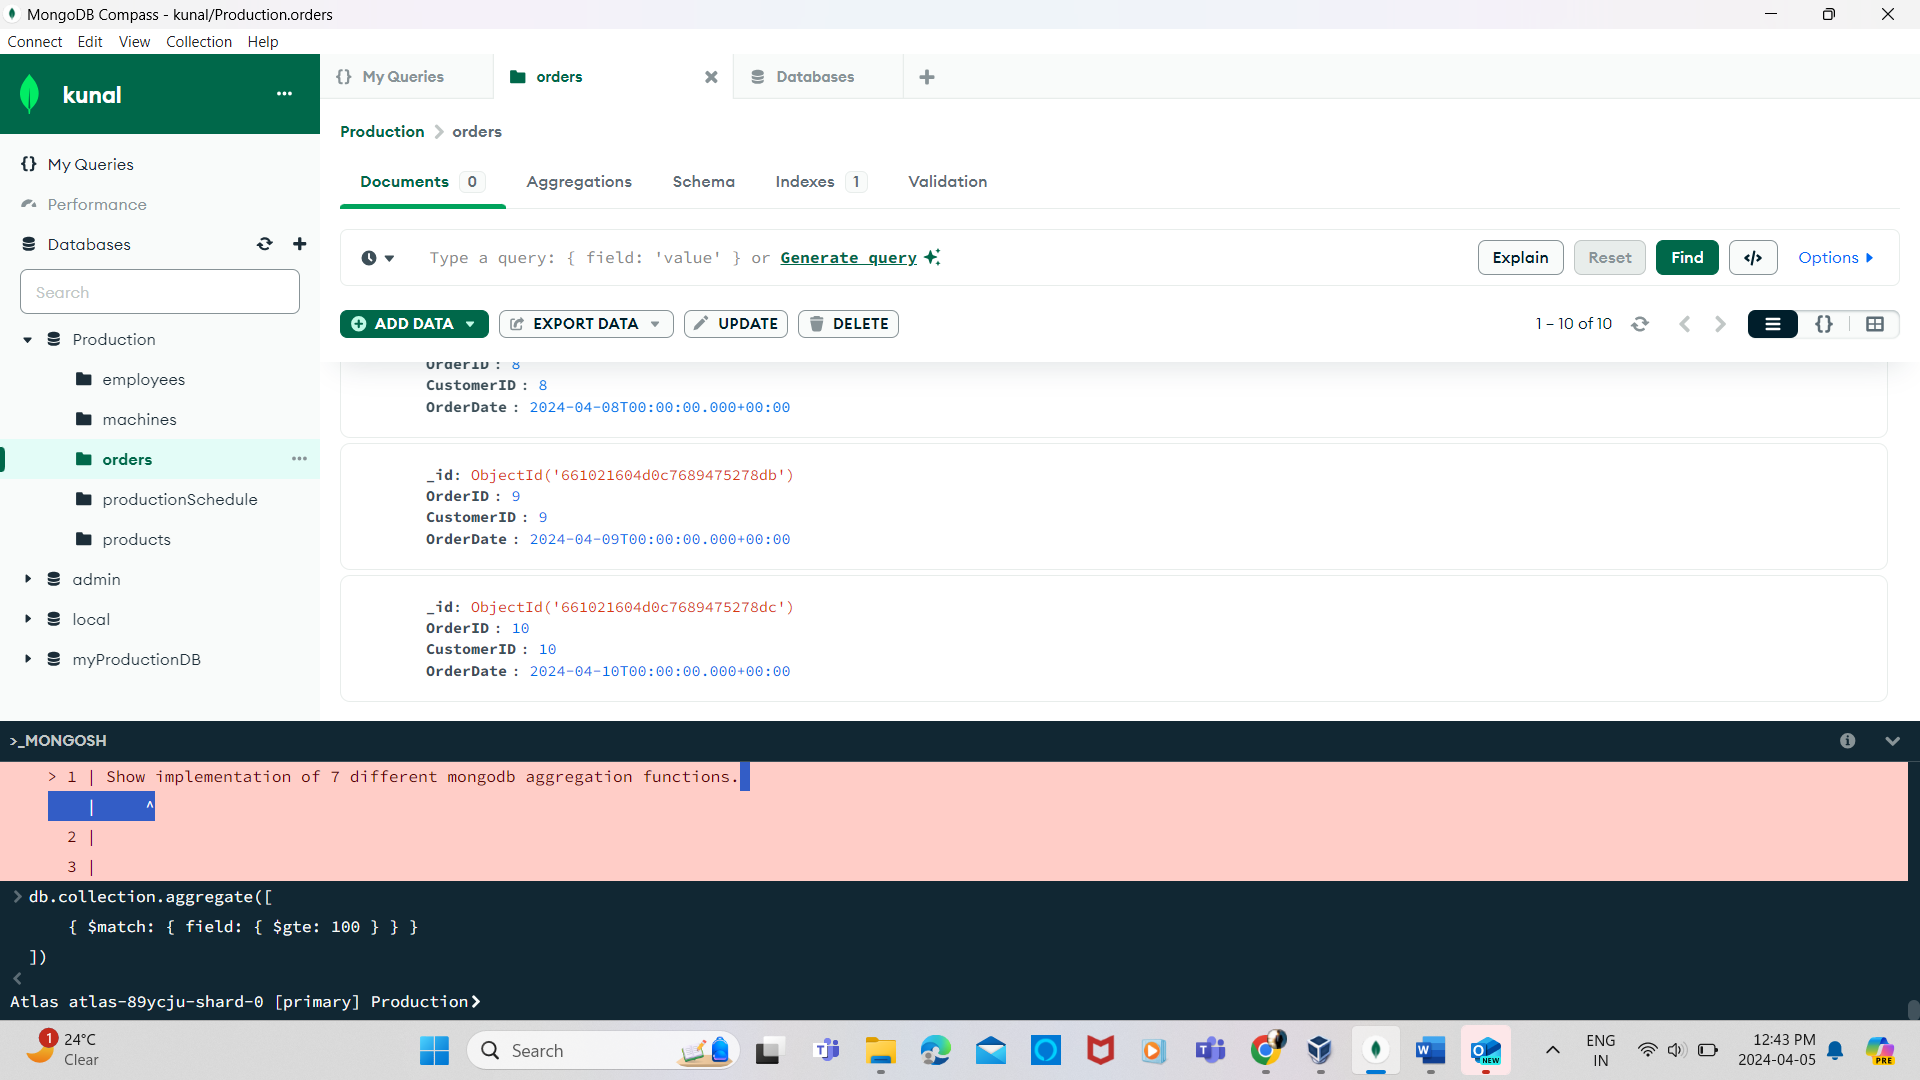 MongoDB Compass - kunal/Production.orders
Connect Edit View Collection Help
kunal
My Queries
orders
Databases
Production > orders
My Queries
Performance
Databases
Search
Production
employees
machines
orders
productionSchedule
products
admin
local
myProductionDB
Documents 0 Aggregations Schema Indexes 1 Validation
Type a query: { field: 'value' } or Generate query
Explain Reset Find </> Options
ADD DATA EXPORT DATA UPDATE DELETE
1 – 10 of 10
OrderID : 8
CustomerID : 8
OrderDate : 2024-04-08T00:00:00.000+00:00
_id: ObjectId('661021604d0c7689475278db')
OrderID : 9
CustomerID : 9
OrderDate : 2024-04-09T00:00:00.000+00:00
_id: ObjectId('661021604d0c7689475278dc')
OrderID : 10
CustomerID : 10
OrderDate : 2024-04-10T00:00:00.000+00:00
>_MONGOSH
> 1 | Show implementation of 7 different mongodb aggregation functions.
| ^
2 |
3 |
> db.collection.aggregate([
{ $match: { field: { $gte: 100 } } }
])
<
Atlas atlas-89ycju-shard-0 [primary] Production>
1
24°C
Clear
Search
NEW
ENG
IN
12:43 PM
2024-04-05
PRE